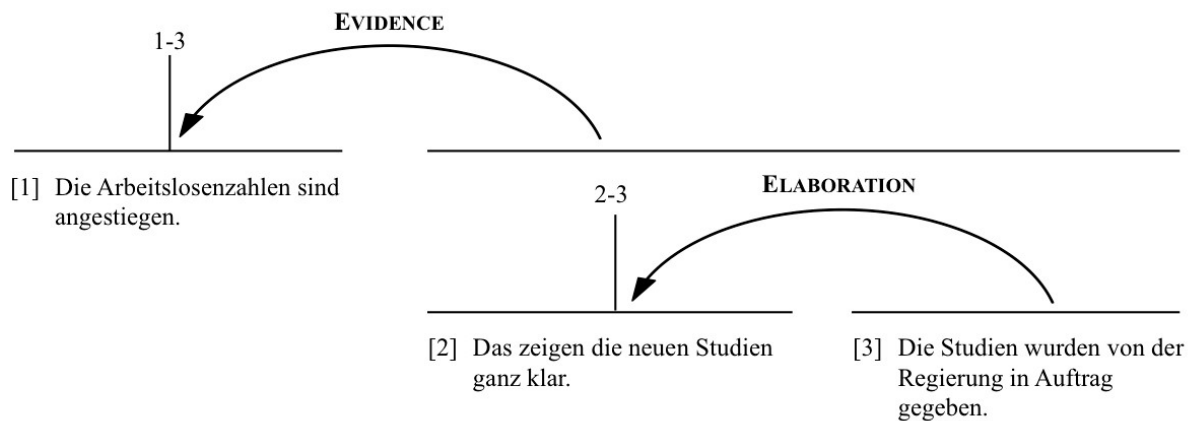 EVIDENCE
1-3
[1] Die Arbeitslosenzahlen sind
angestiegen.
ELABORATION
2-3
[2] Das zeigen die neuen Studien
ganz klar.
[3] Die Studien wurden von der
Regierung in Auftrag
gegeben.